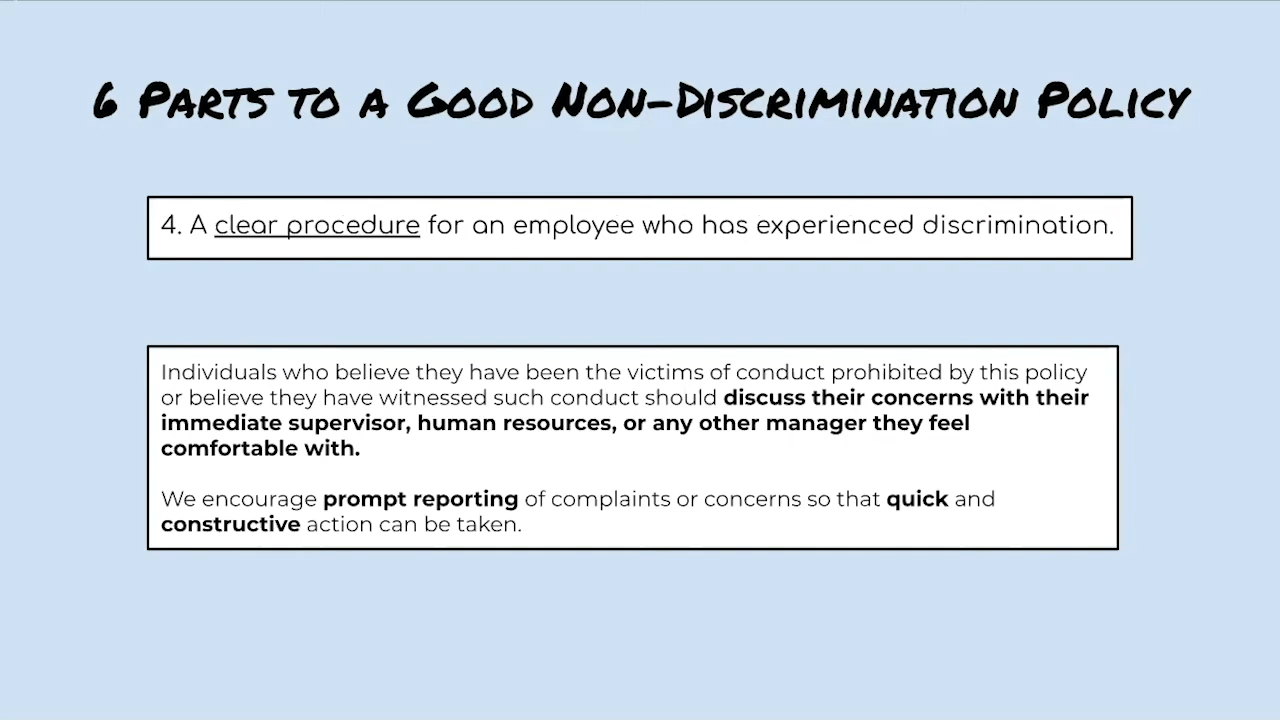 6 Parts to a Good Non-Discrimination Policy
4. A clear procedure for an employee who has experienced discrimination.
Individuals who believe they have been the victims of conduct prohibited by this policy
or believe they have witnessed such conduct should discuss their concerns with their
immediate supervisor, human resources, or any other manager they feel
comfortable with.
We encourage prompt reporting of complaints or concerns so that quick and
constructive action can be taken.